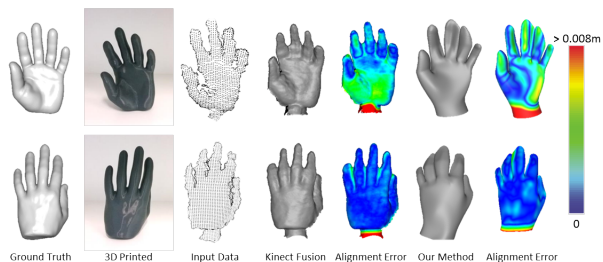 > 0.008m
0
Ground Truth 3D Printed Input Data Kinect Fusion Alignment Error Our Method Alignment Error